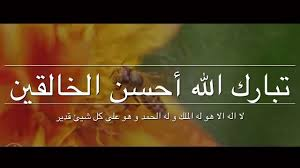 تبارك الله أحسن الخالقين
لا اله الا هو له الملك و له الحمد و هو على كل شيئ قدير